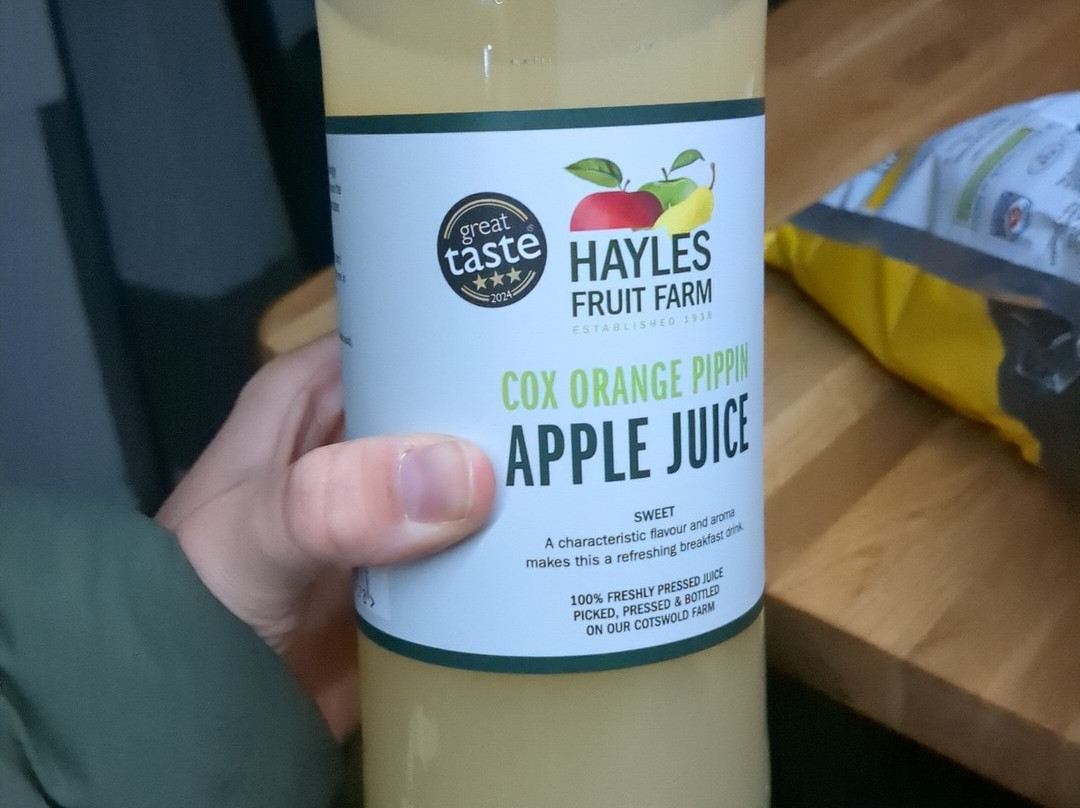 great
taste
2024
HAYLES
FRUIT FARM
ESTABLISHED 1939
COX ORANGE PIPPIN
APPLE JUICE
SWEET
A characteristic flavour and aroma
makes this a refreshing breakfast drink.
100% FRESHLY PRESSED JUICE
PICKED, PRESSED & BOTTLED
ON OUR COTSWOLD FARM